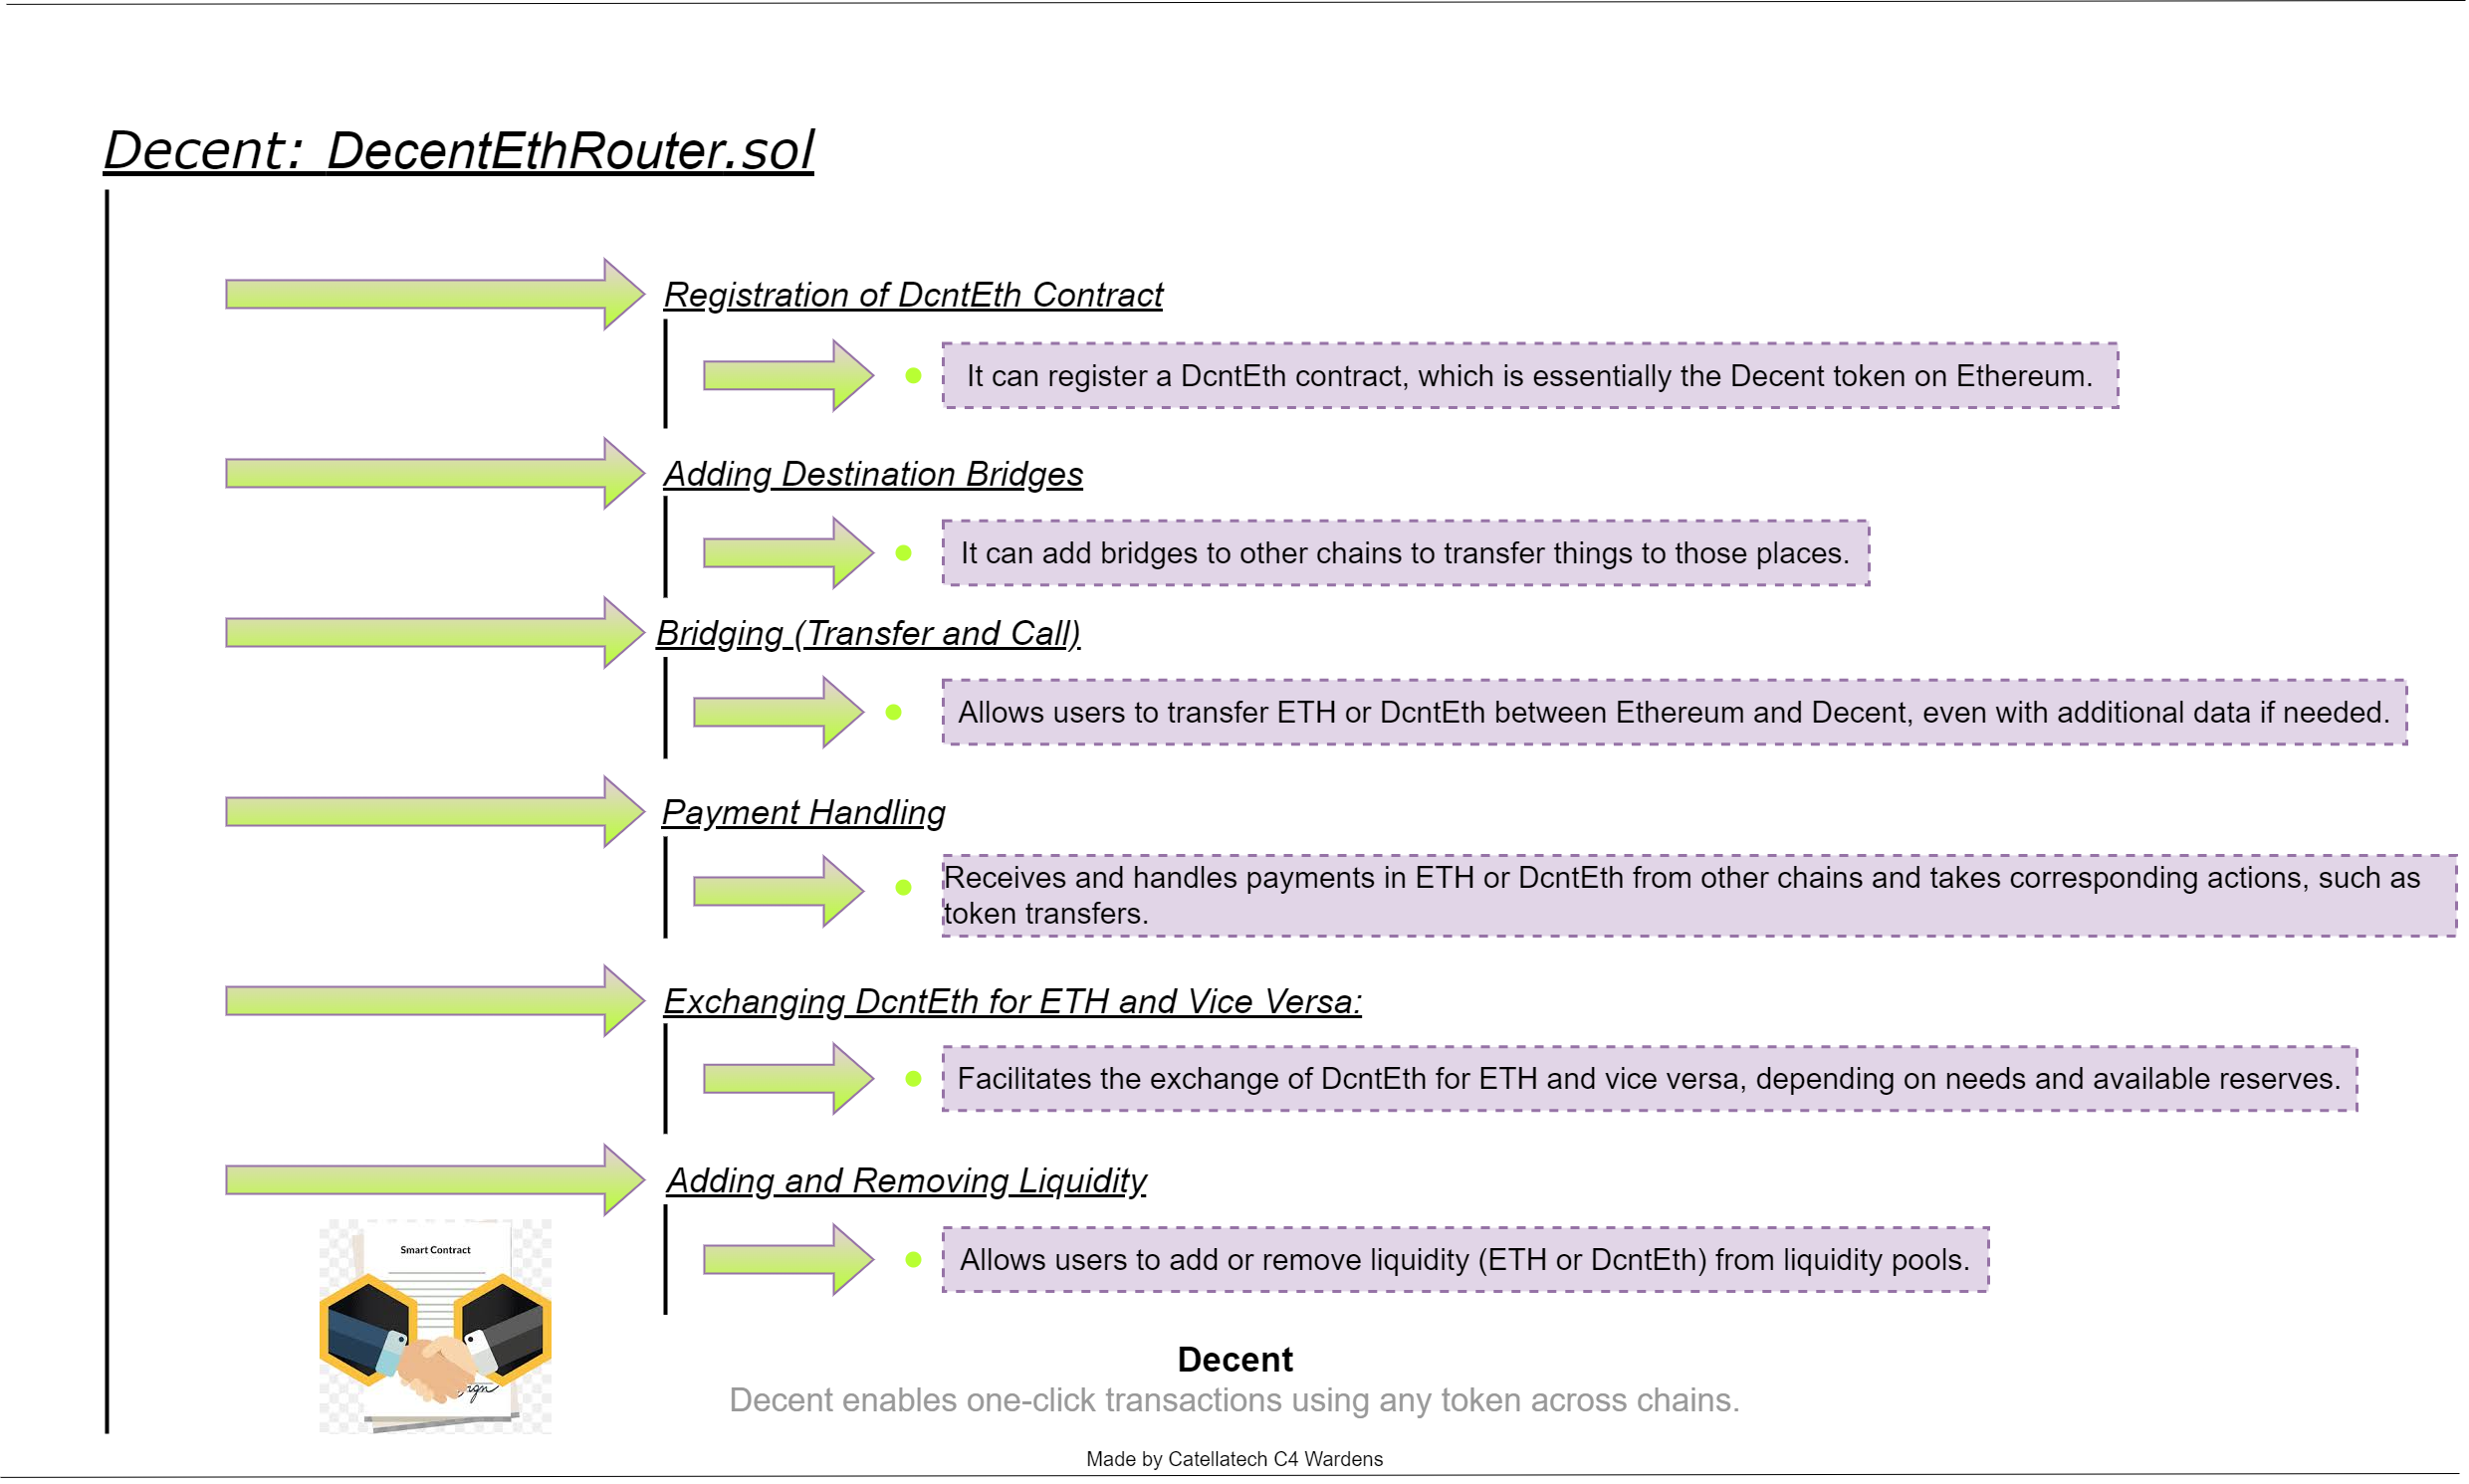 Decent: DecentEthRouter.sol
Registration of DcntEth Contract
It can register a DcntEth contract, which is essentially the Decent token on Ethereum.
Adding Destination Bridges
It can add bridges to other chains to transfer things to those places.
Bridging (Transfer and Call)
Allows users to transfer ETH or DcntEth between Ethereum and Decent, even with additional data if needed.
Payment Handling
Receives and handles payments in ETH or DcntEth from other chains and takes corresponding actions, such as
token transfers.
Exchanging DcntEth for ETH and Vice Versa:
Facilitates the exchange of DcntEth for ETH and vice versa, depending on needs and available reserves.
Adding and Removing Liquidity
Allows users to add or remove liquidity (ETH or DcntEth) from liquidity pools.
Smart Contract
Decent
Decent enables one-click transactions using any token across chains.
Made by Catellatech C4 Wardens